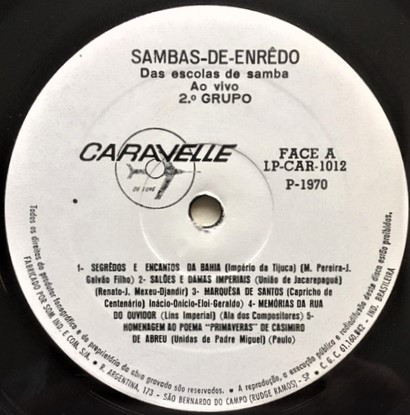 SAMBAS-DE-ENRÊDO
Das escolas de samba
Ao vivo
2.º GRUPO
CARAVELLE
DE LUXE
FACE A
LP-CAR-1012
P-1970
1- SEGRÊDOS E ENCANTOS DA BAHIA (Império da Tijuca) (M. Pereira-J.
Galvão Filho) 2- SALÕES E DAMAS IMPERIAIS (União de Jacarepaguá)
(Renato-J. Mexeu-Djandir) 3- MARQUÊSA DE SANTOS (Capricho de
Centenário) Inácio-Onício-Eloi-Geraldo) 4- MEMÓRIAS DA RUA
DO OUVIDOR (Lins Imperial) (Ala dos Compositores) 5-
HOMENAGEM AO POEMA "PRIMAVERAS" DE CASIMIRO
DE ABREU (Unidas de Padre Miguel) (Paulo)
Todos os direitos do produtor fonográfico e do proprietário da obra gravada são reservados. • A reprodução, a execução pública e radiodifusão deste disco estão proibidas.
FABRICADO POR SOM IND. E COM. S/A. • R. ARGENTINA, 173 - SÃO BERNARDO DO CAMPO (RUDGE RAMOS) - SP • C. G. C. 61.160.842 - IND. BRASILEIRA